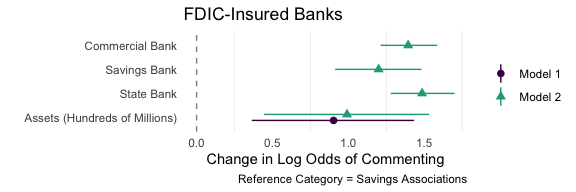 FDIC-Insured Banks
Commercial Bank
Savings Bank
State Bank
Assets (Hundreds of Millions)
Model 1
Model 2
0.0 0.5 1.0 1.5
Change in Log Odds of Commenting
Reference Category = Savings Associations